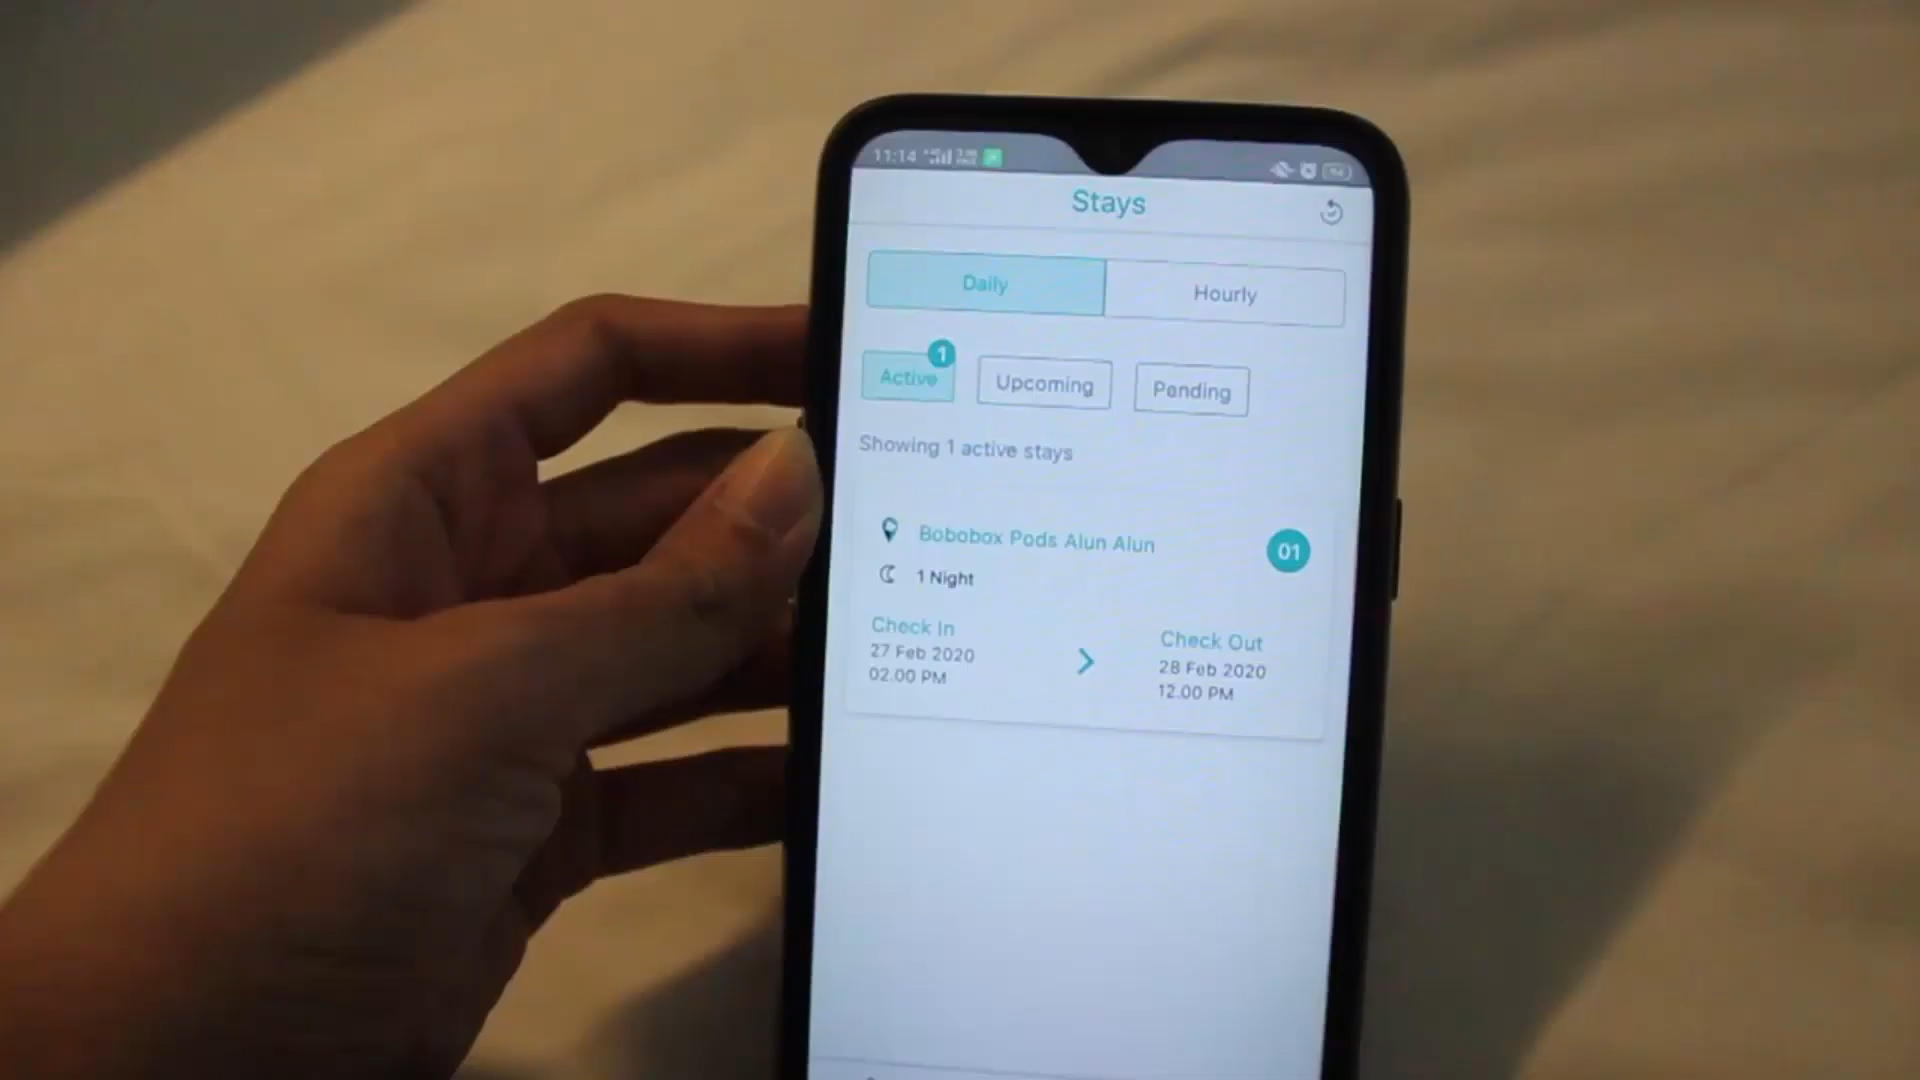 11:14
Stays
Daily
Hourly
1
Active
Upcoming
Pending
Showing 1 active stays
Bobobox Pods Alun Alun
01
1 Night
Check In
27 Feb 2020
02.00 PM
Check Out
28 Feb 2020
12.00 PM